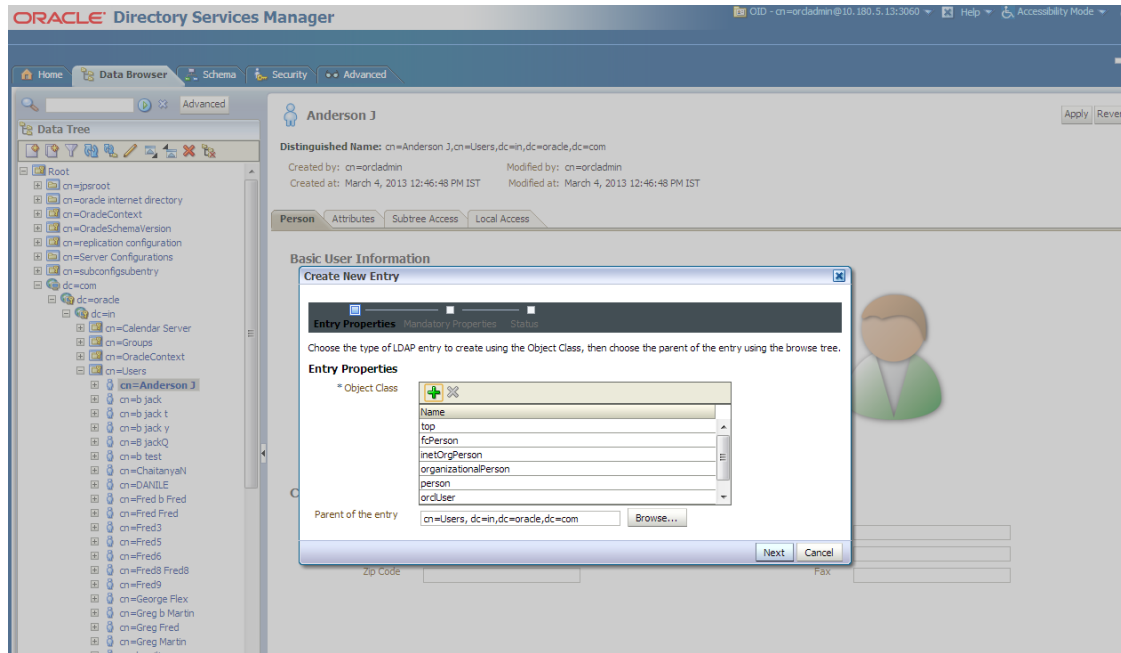 ORACLE Directory Services Manager
OID - cn=orcladmin@10.180.5.13:3060 Help Accessibility Mode
Home Data Browser Schema Security Advanced
Advanced
Data Tree
Root
cn=jpsroot
cn=oracle internet directory
cn=OracleContext
cn=OracleSchemaVersion
cn=replication configuration
cn=Server Configurations
cn=subconfigsubentry
dc=com
dc=oracle
dc=in
cn=Calendar Server
cn=Groups
cn=OracleContext
cn=Users
cn=Anderson J
cn=b jack
cn=b jack t
cn=b jack y
cn=B jackQ
cn=b test
cn=ChaitanyaN
cn=DANILE
cn=Fred b Fred
cn=Fred Fred
cn=Fred3
cn=Fred5
cn=Fred6
cn=Fred8 Fred8
cn=Fred9
cn=George Flex
cn=Greg b Martin
cn=Greg Fred
cn=Greg Martin
Anderson J
Apply Rever
Distinguished Name: cn=Anderson J,cn=Users,dc=in,dc=oracle,dc=com
Created by: cn=orcladmin Modified by: cn=orcladmin
Created at: March 4, 2013 12:46:48 PM IST Modified at: March 4, 2013 12:46:48 PM IST
Person Attributes Subtree Access Local Access
Basic User Information
Create New Entry
Entry Properties Mandatory Properties Status
Choose the type of LDAP entry to create using the Object Class, then choose the parent of the entry using the browse tree.
Entry Properties
* Object Class
Name
top
fcPerson
inetOrgPerson
organizationalPerson
person
orclUser
Parent of the entry cn=Users, dc=in,dc=oracle,dc=com Browse...
Next Cancel
C
Zip Code Fax